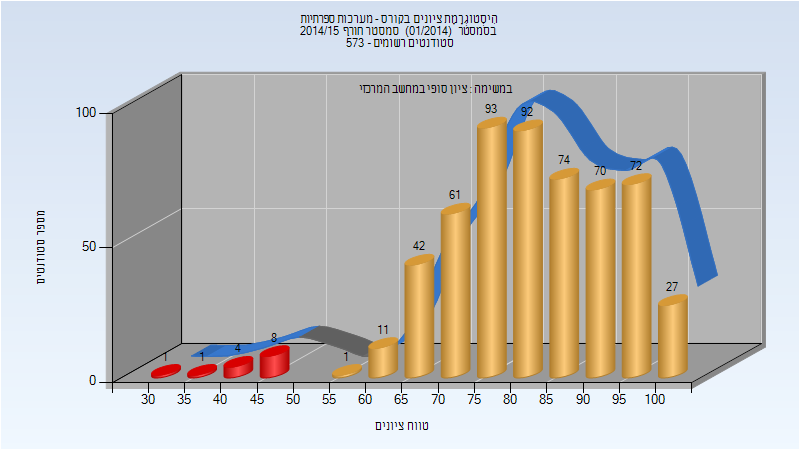 היסטוגרמת ציונים בקורס - מערכות ספרתיות
בסמסטר (01/2014) סמסטר חורף 2014/15
סטודנטים רשומים - 573
במשימה : ציון סופי במחשב המרכזי
מספר סטודנטים
100
50
0
1 1 4 8 1 11 42 61 93 92 74 70 72 27
30 35 40 45 50 55 60 65 70 75 80 85 90 95 100
טווח ציונים